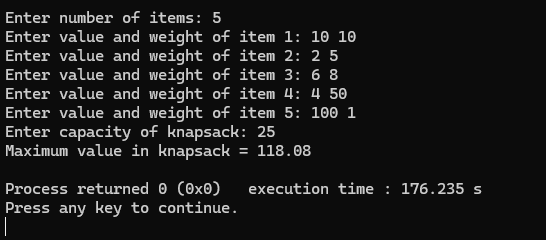 Enter number of items: 5
Enter value and weight of item 1: 10 10
Enter value and weight of item 2: 2 5
Enter value and weight of item 3: 6 8
Enter value and weight of item 4: 4 50
Enter value and weight of item 5: 100 1
Enter capacity of knapsack: 25
Maximum value in knapsack = 118.08

Process returned 0 (0x0)   execution time : 176.235 s
Press any key to continue.